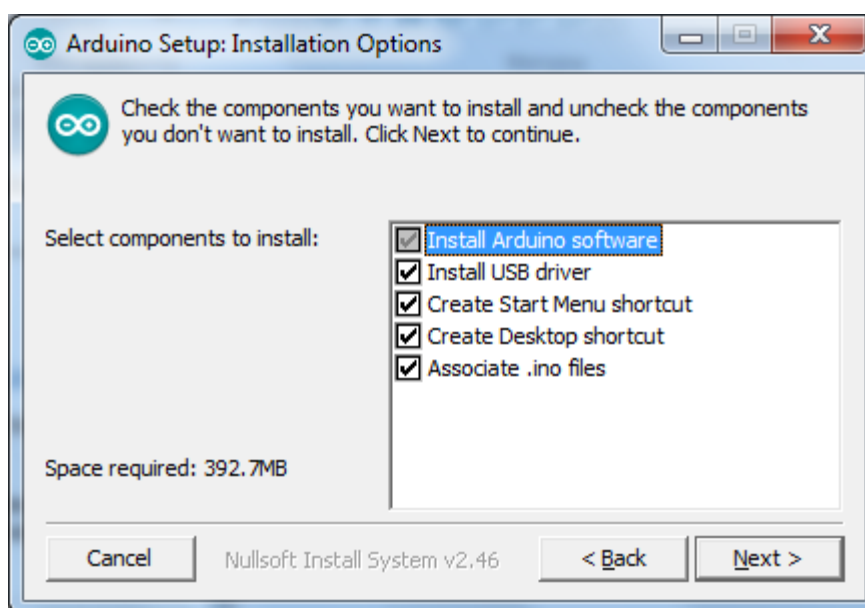 Arduino Setup: Installation Options
Check the components you want to install and uncheck the components
you don't want to install. Click Next to continue.
Select components to install:
Install Arduino software
Install USB driver
Create Start Menu shortcut
Create Desktop shortcut
Associate .ino files
Space required: 392.7MB
Cancel
Nullsoft Install System v2.46
< Back
Next >